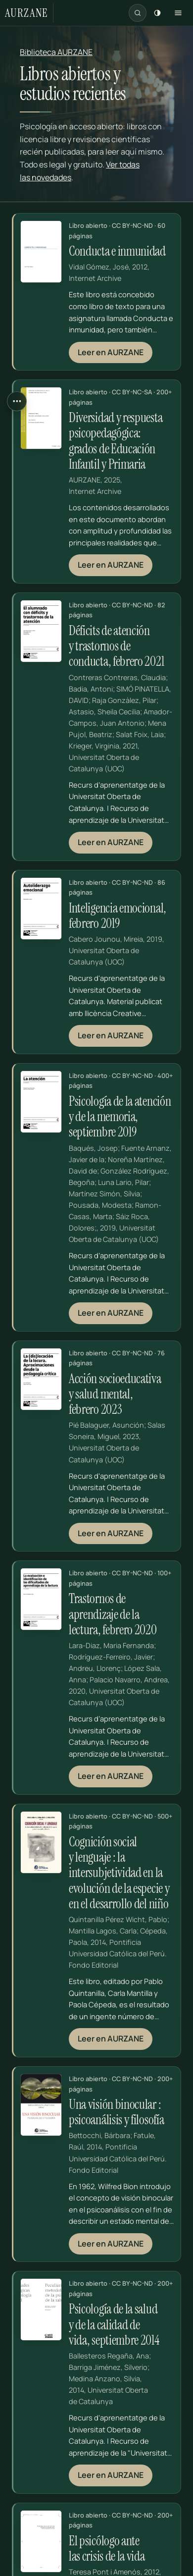 AURZANE
Biblioteca AURZANE
Libros abiertos y
estudios recientes
Psicología en acceso abierto: libros con
licencia libre y revisiones científicas
recién publicadas, para leer aquí mismo.
Todo es legal y gratuito. Ver todas
las novedades.
Libro abierto · CC BY-NC-ND · 60
páginas
Conducta e inmunidad
Vidal Gómez, José, 2012,
Internet Archive
Este libro está concebido
como libro de texto para una
asignatura llamada Conducta e
inmunidad, pero también…
Leer en AURZANE
Libro abierto · CC BY-NC-SA · 200+
páginas
Diversidad y respuesta
psicopedagógica:
grados de Educación
Infantil y Primaria
AURZANE, 2025,
Internet Archive
Los contenidos desarrollados
en este documento abordan
con amplitud y profundidad las
principales realidades que…
Leer en AURZANE
El alumnado
con déficits y
trastornos de la
atención
Libro abierto · CC BY-NC-ND · 82
páginas
Déficits de atención
y trastornos de
conducta, febrero 2021
Contreras Contreras, Claudia;
Badia, Antoni; SIMÓ PINATELLA,
DAVID; Raja González, Pilar;
Astasio, Sheila Cecilia; Amador-
Campos, Juan Antonio; Mena
Pujol, Beatriz; Salat Foix, Laia;
Krieger, Virginia, 2021,
Universitat Oberta de
Catalunya (UOC)
Recurs d'aprenentatge de la
Universitat Oberta de
Catalunya. I Recurso de
aprendizaje de la Universitat…
Leer en AURZANE
Autoliderazgo
emocional
Libro abierto · CC BY-NC-ND · 86
páginas
Inteligencia emocional,
febrero 2019
Cabero Jounou, Mireia, 2019,
Universitat Oberta de
Catalunya (UOC)
Recurs d'aprenentatge de la
Universitat Oberta de
Catalunya. Material publicat
amb llicència Creative…
Leer en AURZANE
La atención
Libro abierto · CC BY-NC-ND · 400+
páginas
Psicología de la atención
y de la memoria,
septiembre 2019
Baqués, Josep; Fuente Arnanz,
Javier de la; Noreña Martínez,
David de; González Rodríguez,
Begoña; Luna Lario, Pilar;
Martínez Simón, Silvia;
Pousada, Modesta; Ramon-
Casas, Marta; Sáiz Roca,
Dolores,, 2019, Universitat
Oberta de Catalunya (UOC)
Recurs d'aprenentatge de la
Universitat Oberta de
Catalunya. I Recurso de
aprendizaje de la Universitat…
Leer en AURZANE
La (de)liberación
de la locura.
Aproximaciones
desde la
pedagogía crítica
Libro abierto · CC BY-NC-ND · 76
páginas
Acción socioeducativa
y salud mental,
febrero 2023
Pié Balaguer, Asunción; Salas
Soneira, Miguel, 2023,
Universitat Oberta de
Catalunya (UOC)
Recurs d'aprenentatge de la
Universitat Oberta de
Catalunya. I Recurso de
aprendizaje de la Universitat…
Leer en AURZANE
Libro abierto · CC BY-NC-ND · 100+
páginas
Trastornos de
aprendizaje de la
lectura, febrero 2020
Lara-Díaz, Maria Fernanda;
Rodríguez-Ferreiro, Javier;
Andreu, Llorenç; López Sala,
Anna; Palacio Navarro, Andrea,
2020, Universitat Oberta de
Catalunya (UOC)
Recurs d'aprenentatge de la
Universitat Oberta de
Catalunya. I Recurso de
aprendizaje de la Universitat…
Leer en AURZANE
Libro abierto · CC BY-NC-ND · 500+
páginas
Cognición social
y lenguaje : la
intersubjetividad en la
evolución de la especie y
en el desarrollo del niño
Quintanilla Pérez Wicht, Pablo;
Mantilla Lagos, Carla; Cépeda,
Paola, 2014, Pontificia
Universidad Católica del Perú.
Fondo Editorial
Este libro, editado por Pablo
Quintanilla, Carla Mantilla y
Paola Cépeda, es el resultado
de un ingente número de…
Leer en AURZANE
Libro abierto · CC BY-NC-ND · 200+
páginas
Una visión binocular :
psicoanálisis y filosofía
Bettocchi, Bárbara; Fatule,
Raúl, 2014, Pontificia
Universidad Católica del Perú.
Fondo Editorial
En 1962, Wilfred Bion introdujo
el concepto de visión binocular
en el psicoanálisis con el fin de
describir un estado mental de…
Leer en AURZANE
Libro abierto · CC BY-NC-ND · 200+
páginas
Psicología de la salud
y de la calidad de
vida, septiembre 2014
Ballesteros Regaña, Ana;
Barriga Jiménez, Silverio;
Medina Anzano, Silvia,
2014, Universitat Oberta
de Catalunya
Recurs d'aprenentatge de la
Universitat Oberta de
Catalunya. I Recurso de
aprendizaje de la "Universitat…
Leer en AURZANE
Libro abierto · CC BY-NC-ND · 200+
páginas
El psicólogo ante
las crisis de la vida
Teresa Pont i Amenós, 2012,